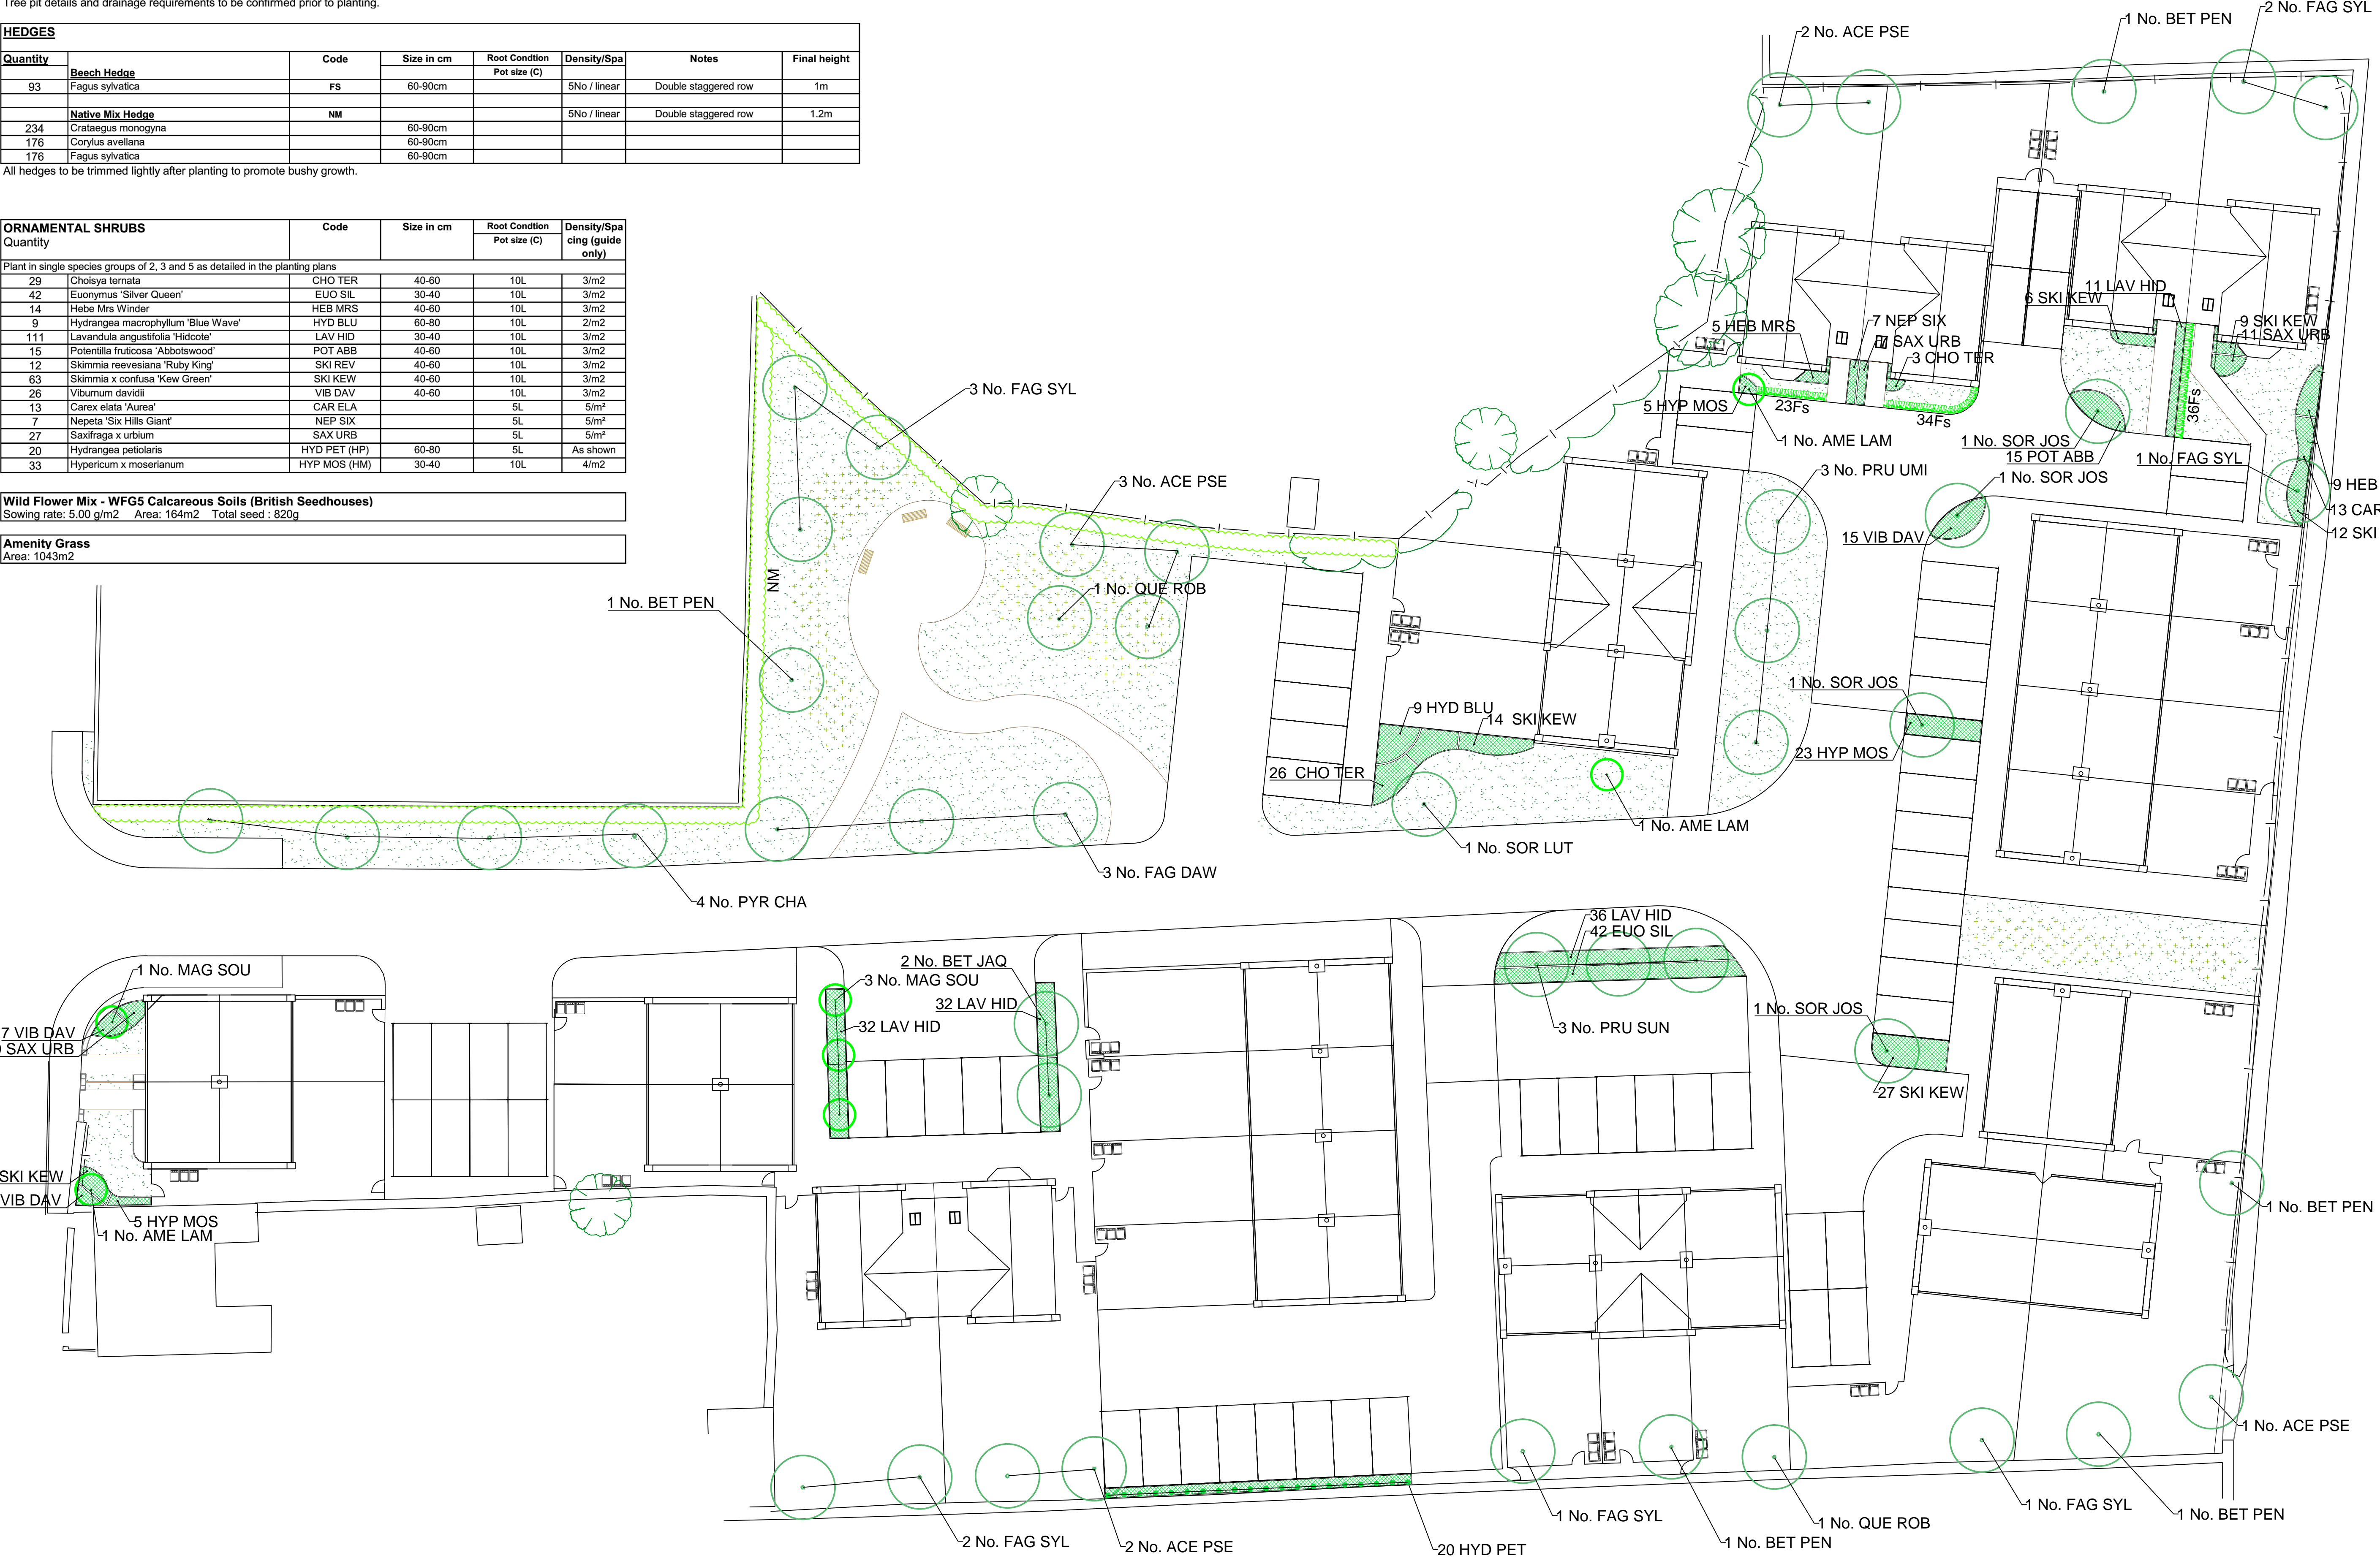 Tree pit details and drainage requirements to be confirmed prior to planting.
HEDGES
Quantity Code Size in cm Root Condtion Density/Spa Notes Final height
Beech Hedge Pot size (C)
93 Fagus sylvatica FS 60-90cm 5No / linear Double staggered row 1m
Native Mix Hedge NM 5No / linear Double staggered row 1.2m
234 Crataegus monogyna 60-90cm
176 Corylus avellana 60-90cm
176 Fagus sylvatica 60-90cm
All hedges to be trimmed lightly after planting to promote bushy growth.
ORNAMENTAL SHRUBS Code Size in cm Root Condtion Density/Spa
Quantity Pot size (C) cing (guide
only)
Plant in single species groups of 2, 3 and 5 as detailed in the planting plans
29 Choisya ternata CHO TER 40-60 10L 3/m2
42 Euonymus 'Silver Queen' EUO SIL 30-40 10L 3/m2
14 Hebe Mrs Winder HEB MRS 40-60 10L 3/m2
9 Hydrangea macrophyllum 'Blue Wave' HYD BLU 60-80 10L 2/m2
111 Lavandula angustifolia 'Hidcote' LAV HID 30-40 10L 3/m2
15 Potentilla fruticosa 'Abbotswood' POT ABB 40-60 10L 3/m2
12 Skimmia reevesiana 'Ruby King' SKI REV 40-60 10L 3/m2
63 Skimmia x confusa 'Kew Green' SKI KEW 40-60 10L 3/m2
26 Viburnum davidii VIB DAV 40-60 10L 3/m2
13 Carex elata 'Aurea' CAR ELA 5L 5/m²
7 Nepeta 'Six Hills Giant' NEP SIX 5L 5/m²
27 Saxifraga x urbium SAX URB 5L 5/m²
20 Hydrangea petiolaris HYD PET (HP) 60-80 5L As shown
33 Hypericum x moserianum HYP MOS (HM) 30-40 10L 4/m2
Wild Flower Mix - WFG5 Calcareous Soils (British Seedhouses)
Sowing rate: 5.00 g/m2 Area: 164m2 Total seed : 820g
Amenity Grass
Area: 1043m2
2 No. ACE PSE
1 No. BET PEN
2 No. FAG SYL
11 LAV HID
6 SKI KEW
9 SKI KEW
11 SAX URB
5 HEB MRS
7 NEP SIX
7 SAX URB
3 CHO TER
5 HYP MOS
23Fs
34Fs
36Fs
1 No. AME LAM
1 No. SOR JOS
15 POT ABB
1 No. FAG SYL
1 No. SOR JOS
9 HEB
13 CAR
12 SKI
15 VIB DAV
3 No. PRU UMI
3 No. FAG SYL
3 No. ACE PSE
1 No. QUE ROB
NM
1 No. BET PEN
1 No. SOR JOS
23 HYP MOS
9 HYD BLU
14 SKI KEW
26 CHO TER
1 No. AME LAM
1 No. SOR LUT
3 No. FAG DAW
4 No. PYR CHA
36 LAV HID
42 EUO SIL
3 No. PRU SUN
1 No. MAG SOU
7 VIB DAV
SAX URB
2 No. BET JAQ
3 No. MAG SOU
32 LAV HID
32 LAV HID
1 No. SOR JOS
27 SKI KEW
SKI KEW
VIB DAV
5 HYP MOS
1 No. AME LAM
1 No. BET PEN
1 No. ACE PSE
1 No. FAG SYL
1 No. BET PEN
1 No. QUE ROB
1 No. FAG SYL
1 No. BET PEN
2 No. FAG SYL
2 No. ACE PSE
20 HYD PET